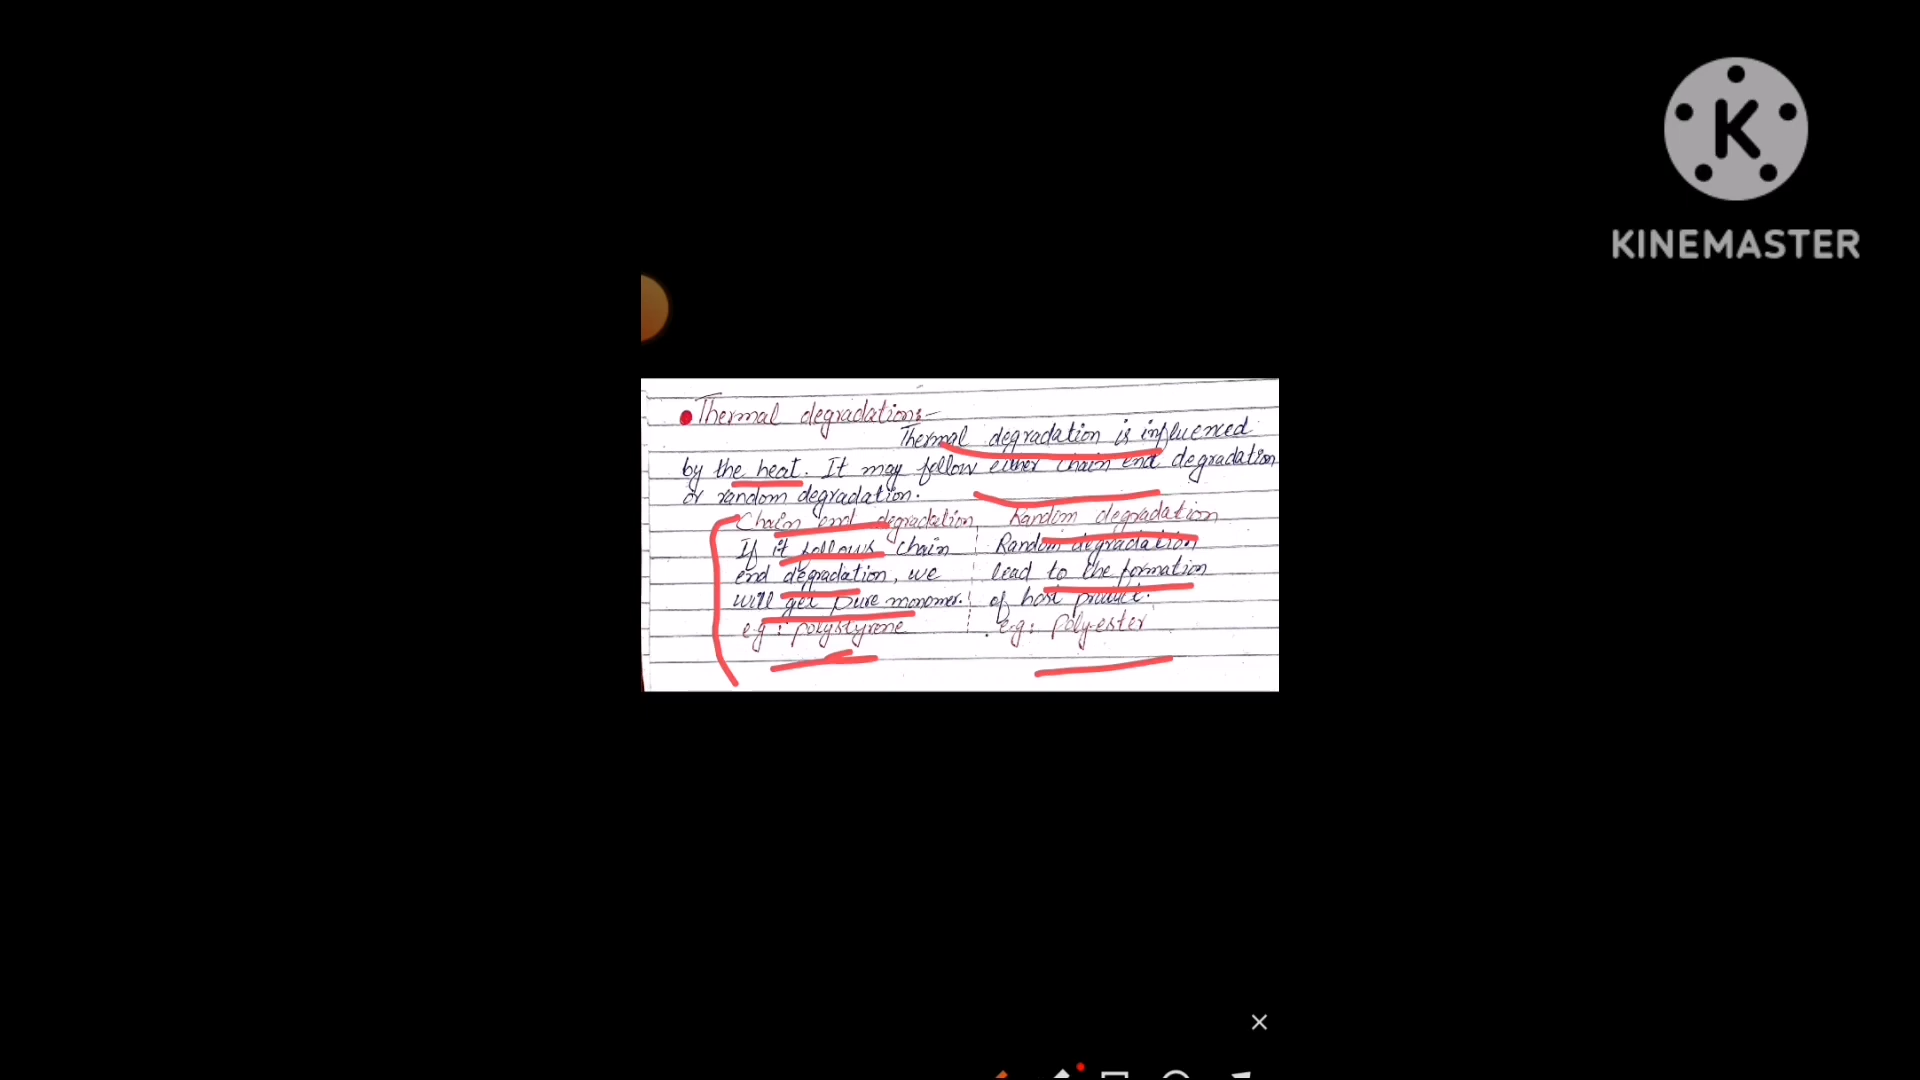 KINEMASTER
• Thermal degradation:-
Thermal degradation is influenced
by the heat. It may follow either chain end degradation
or random degradation.
Chain end degradation
If it follows chain
end degradation, we
will get pure monomer.
e.g : polystyrene
Random degradation
Random degradation
lead to the formation
of host product.
e.g: polyester